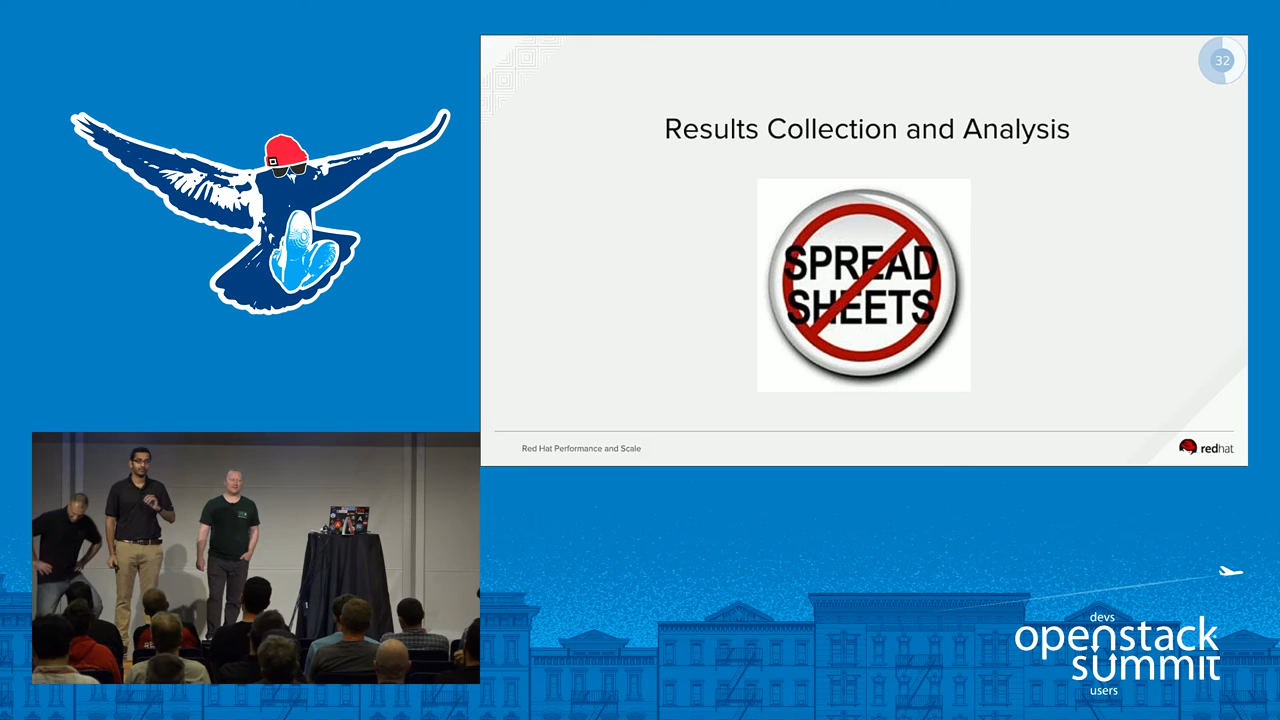 32
Results Collection and Analysis
SPREAD
SHEETS
Red Hat Performance and Scale
redhat
devs
openstack
summit
users